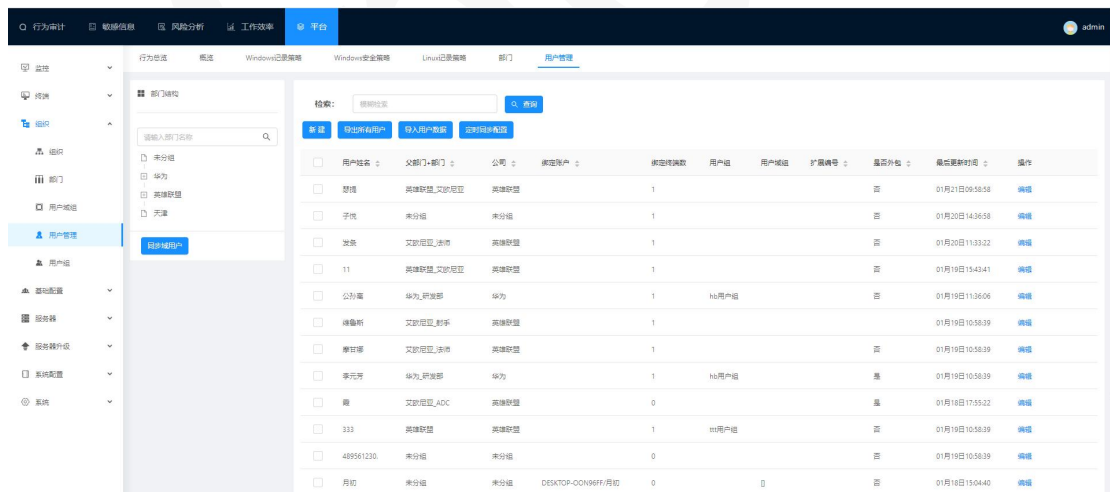 行为审计 敏感信息 风险分析 工作效率 平台 admin
行为总览 概览 Windows记录策略 Windows安全策略 Linux记录策略 部门 用户管理
监控
终端
组织
组织
部门
用户域组
用户管理
用户组
基础配置
服务器
服务器升级
系统配置
系统
部门结构
请输入部门名称
未分组
华为
英雄联盟
天津
同步域用户
检索: 模糊检索 查询
新建 导出所有用户 导入用户数据 定时同步配置
用户姓名 父部门+部门 公司 绑定账户 绑定终端数 用户组 用户域组 扩展编号 是否外包 最后更新时间 操作
瑟提 英雄联盟_艾欧尼亚 英雄联盟 1 否 01月21日09:58:58 编辑
子悦 未分组 未分组 1 否 01月20日14:36:58 编辑
发条 艾欧尼亚_法师 英雄联盟 1 否 01月20日11:33:22 编辑
11 英雄联盟_艾欧尼亚 英雄联盟 1 否 01月19日15:43:41 编辑
公孙离 华为_研发部 华为 1 hb用户组 否 01月19日11:36:06 编辑
维鲁斯 艾欧尼亚_射手 英雄联盟 1 01月19日10:58:39 编辑
摩甘娜 艾欧尼亚_法师 英雄联盟 1 否 01月19日10:58:39 编辑
李元芳 华为_研发部 华为 1 hb用户组 是 01月19日10:58:39 编辑
霞 艾欧尼亚_ADC 英雄联盟 0 是 01月18日17:55:22 编辑
333 英雄联盟 英雄联盟 1 ttt用户组 否 01月19日10:58:39 编辑
489561230. 未分组 未分组 0 否 01月19日10:58:39 编辑
月初 未分组 未分组 DESKTOP-OON96FF/月初 0 否 01月18日15:04:40 编辑